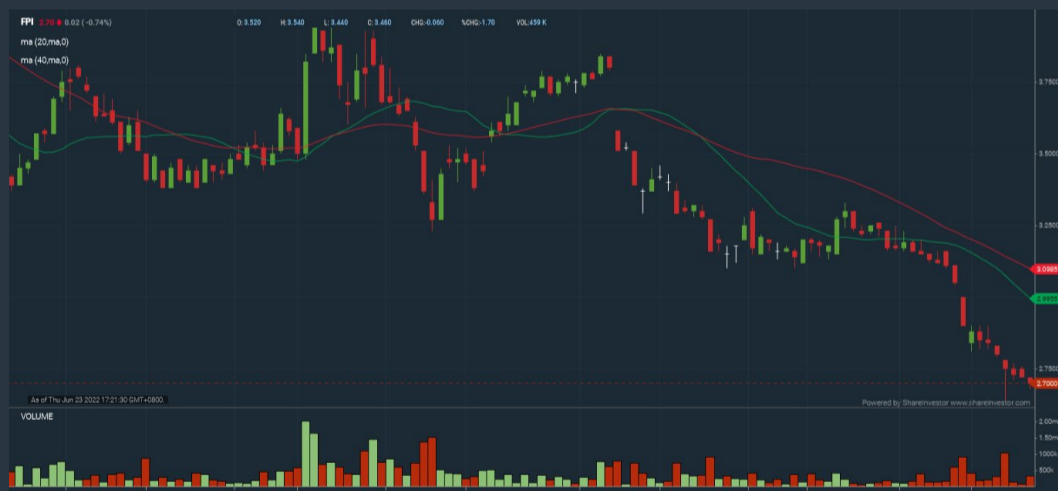 FPI 2.70 0.02 (-0.74%) O: 3.520 H: 3.540 L: 3.440 C: 3.460 CHG:-0.060 %CHG:-1.70 VOL:459 K
ma (20,ma,0)
ma (40,ma,0)
3.7500
3.5000
3.2500
3.0985
2.9955
2.7500
2.7000
As of Thu Jun 23 2022 17:21:30 GMT+0800.
Powered by ShareInvestor www.shareinvestor.com
VOLUME
2.00m
1.50m
1000k
500k